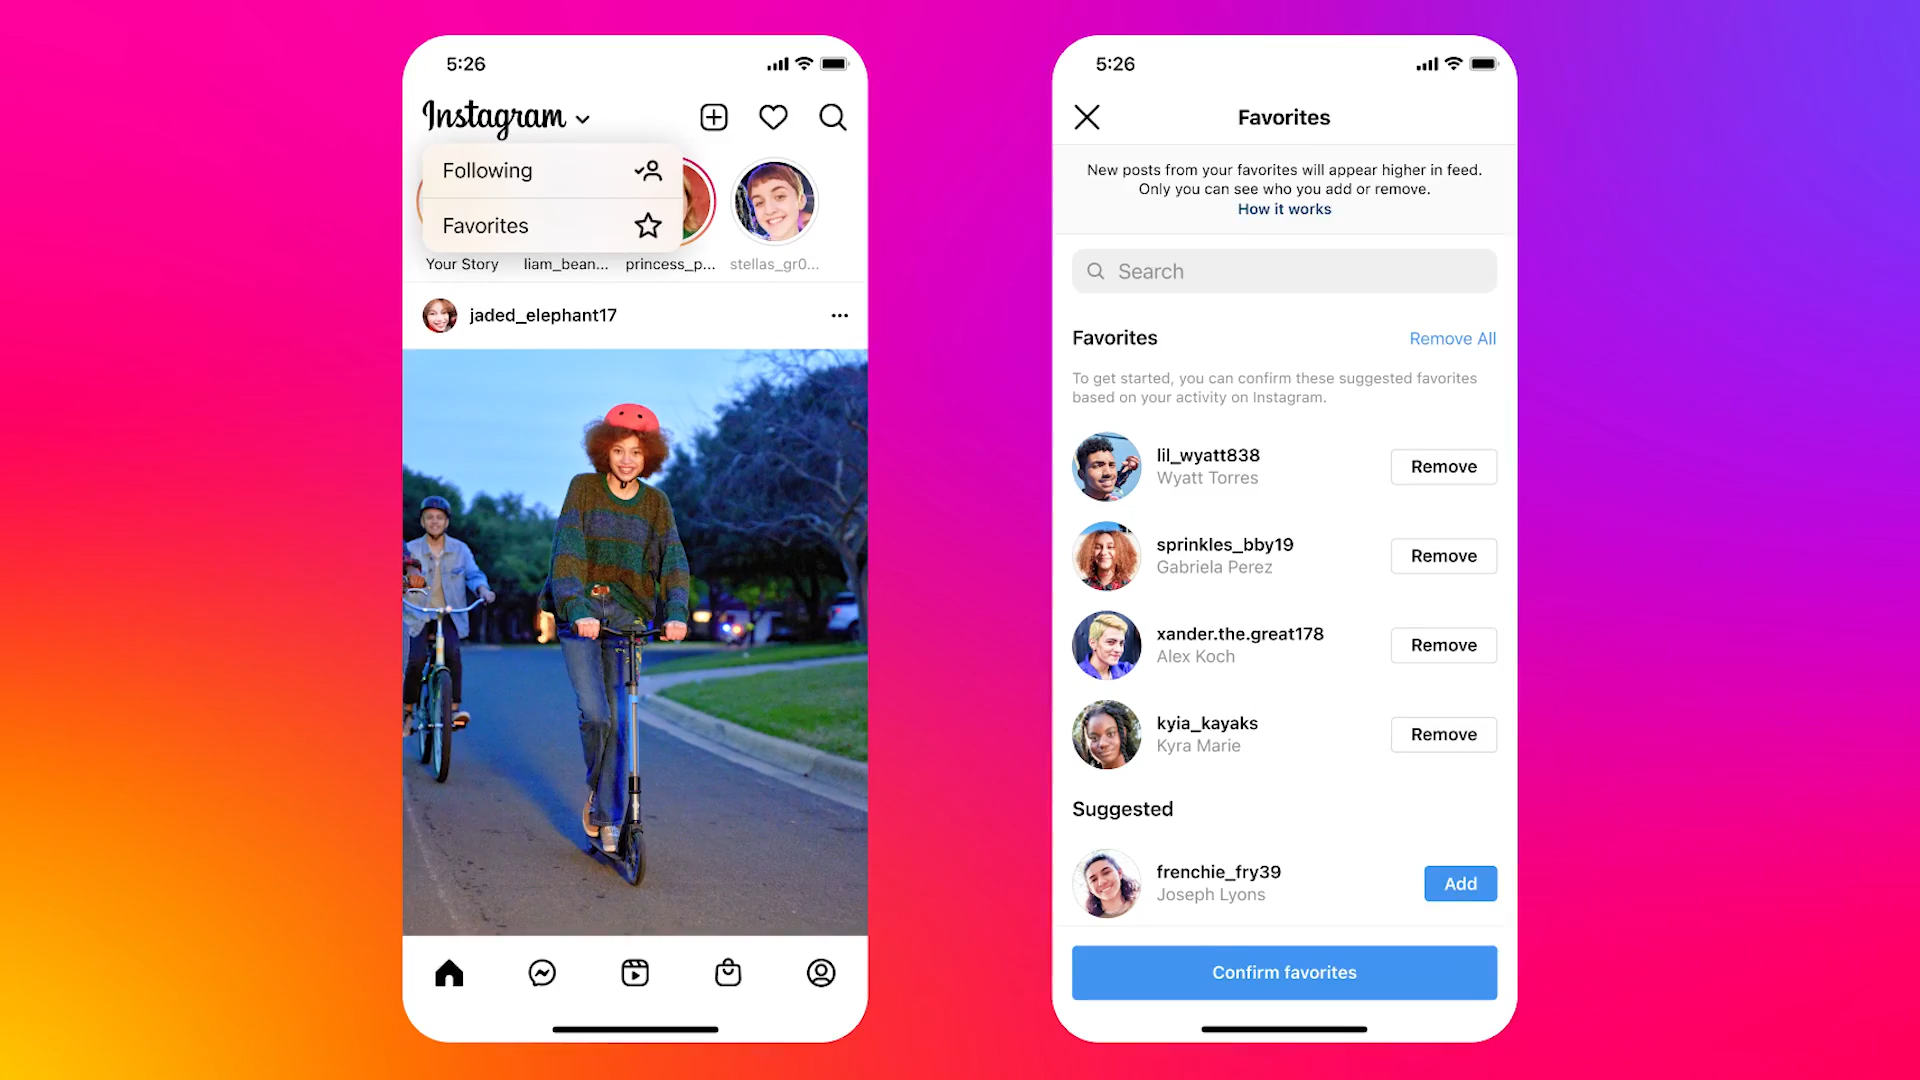 5:26
Instagram
Following
Favorites
Your Story
liam_bean...
princess_p...
stellas_gr0...
jaded_elephant17
5:26
Favorites
New posts from your favorites will appear higher in feed.
Only you can see who you add or remove.
How it works
Search
Favorites
Remove All
To get started, you can confirm these suggested favorites
based on your activity on Instagram.
lil_wyatt838
Wyatt Torres
Remove
sprinkles_bby19
Gabriela Perez
Remove
xander.the.great178
Alex Koch
Remove
kyia_kayaks
Kyra Marie
Remove
Suggested
frenchie_fry39
Joseph Lyons
Add
Confirm favorites